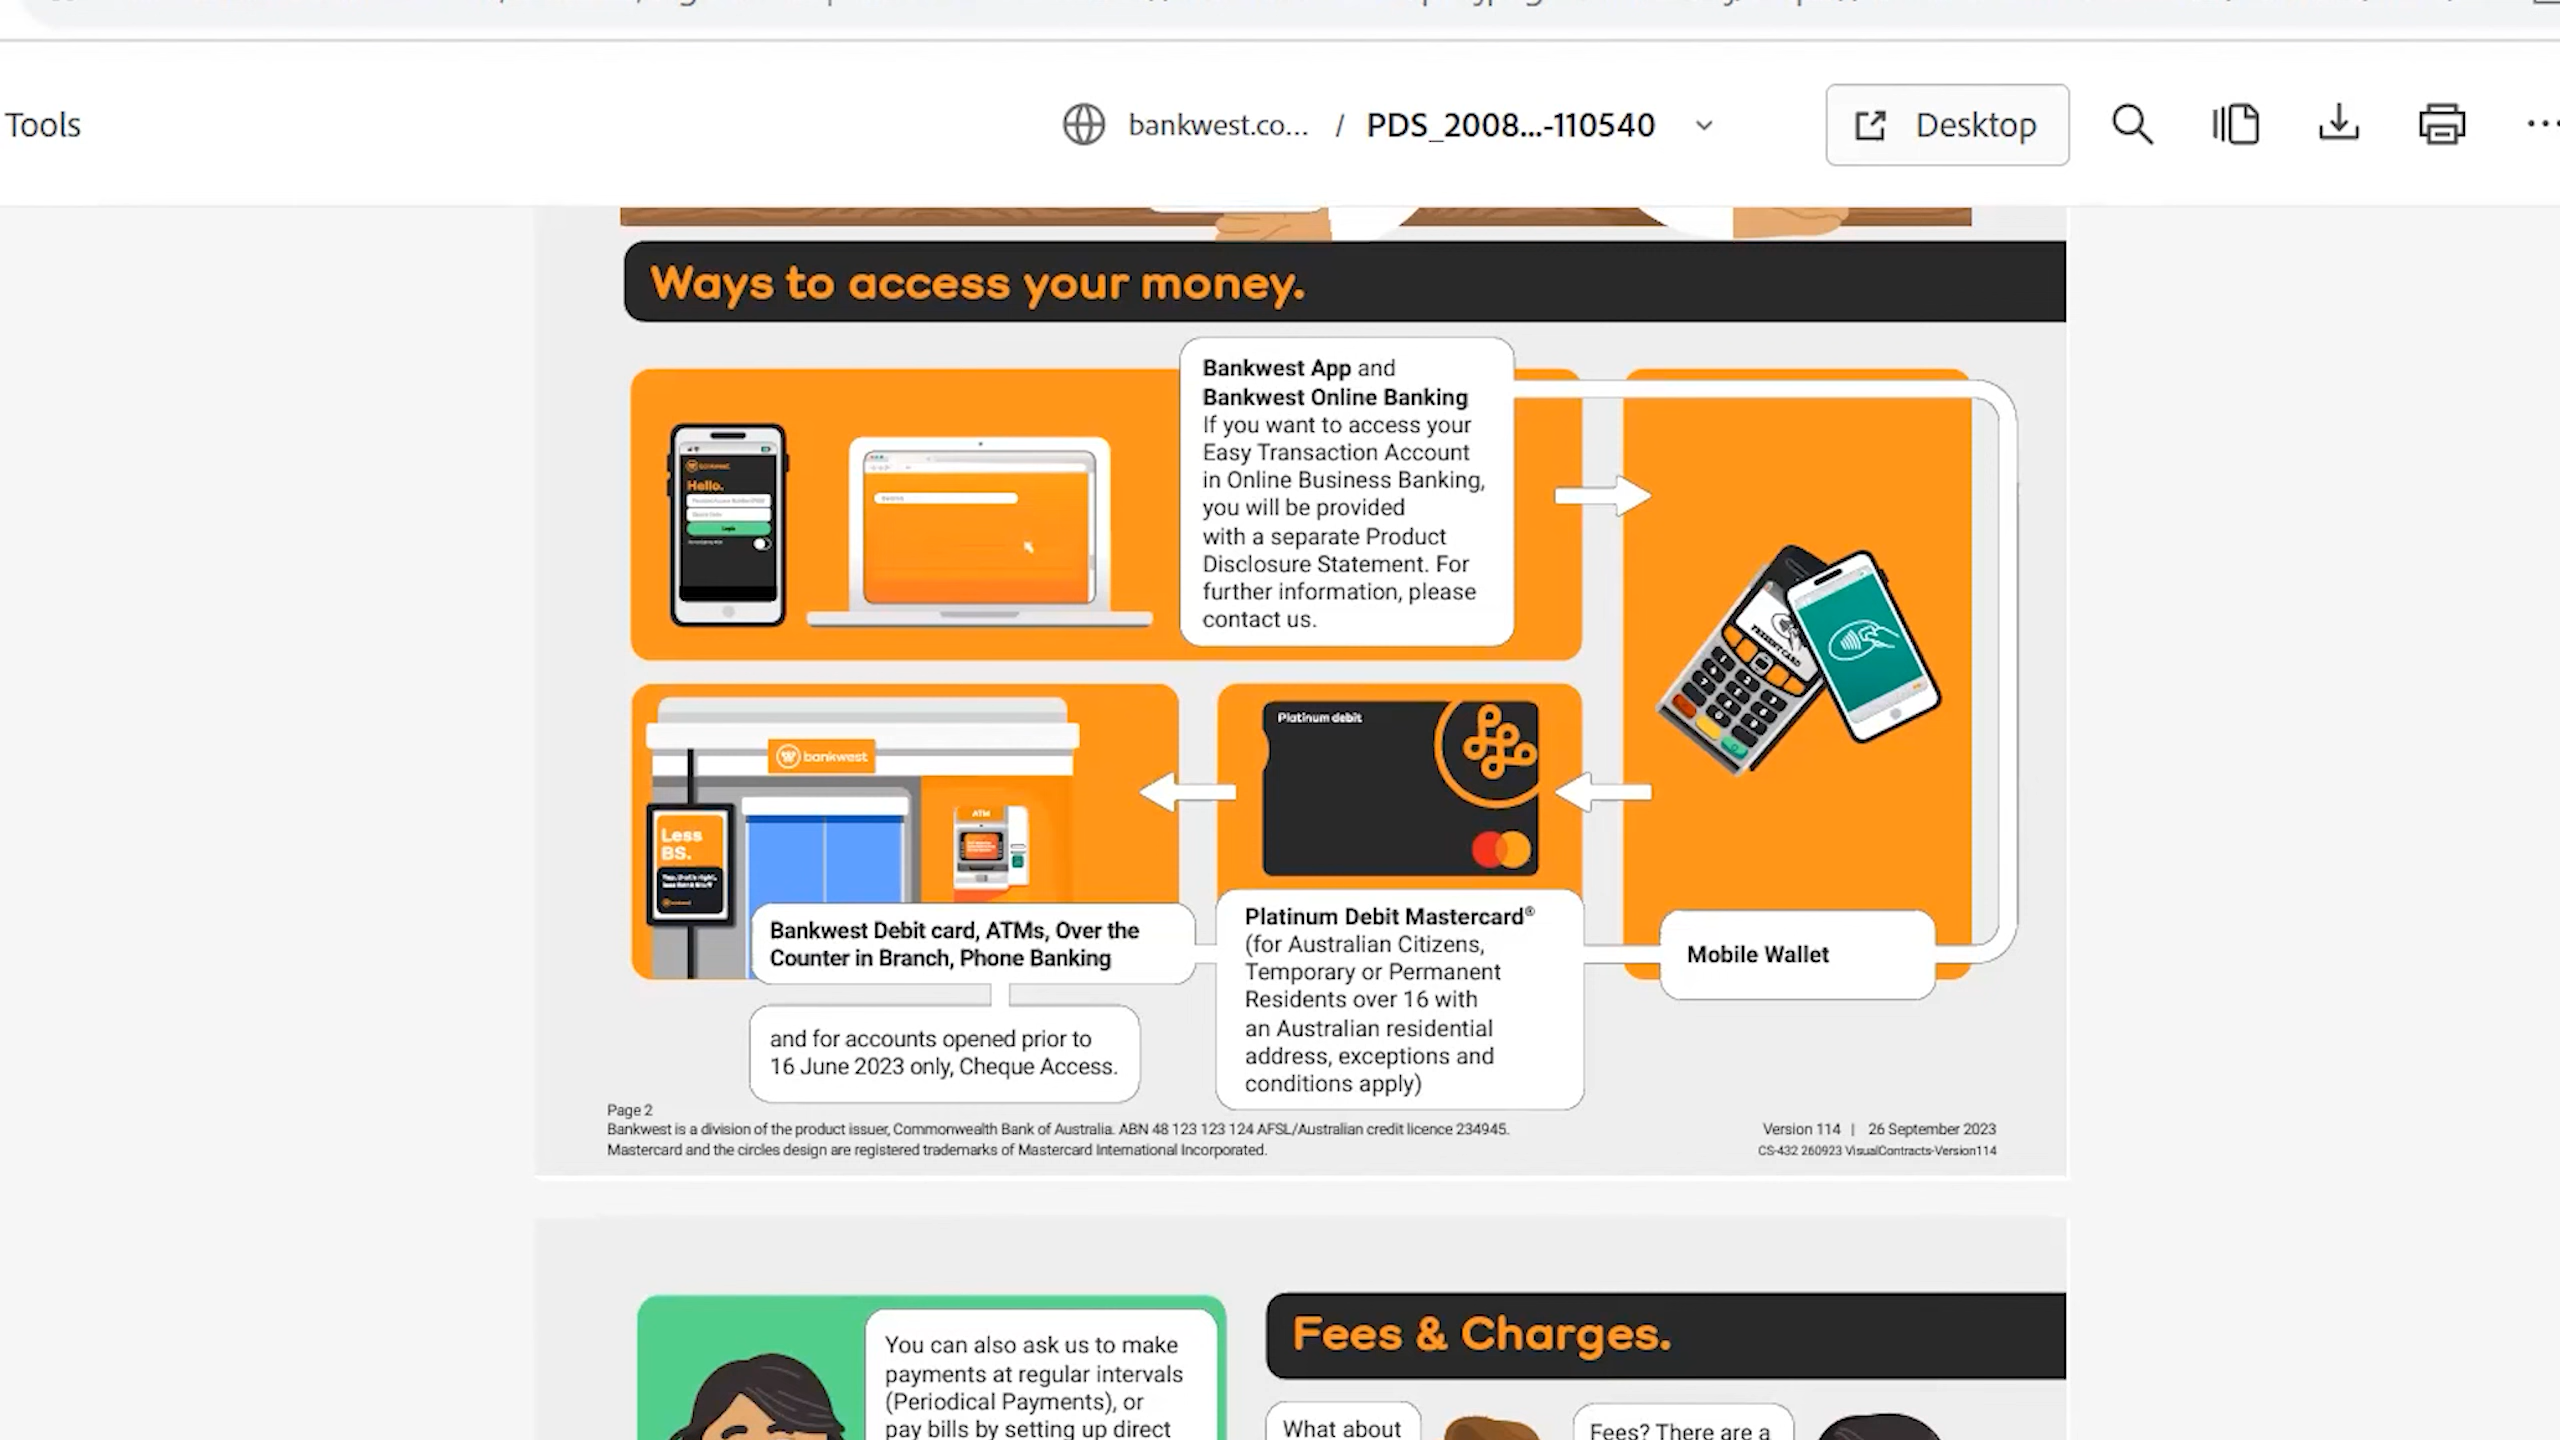 Tools
bankwest.co... / PDS_2008...-110540
Desktop
Ways to access your money.
Bankwest App and
Bankwest Online Banking
If you want to access your
Easy Transaction Account
in Online Business Banking,
you will be provided
with a separate Product
Disclosure Statement. For
further information, please
contact us.
Hello.
Login
PRESENT CARD
bankwest
ATM
Less
BS.
Platinum debit
Bankwest Debit card, ATMs, Over the
Counter in Branch, Phone Banking
and for accounts opened prior to
16 June 2023 only, Cheque Access.
Platinum Debit Mastercard®
(for Australian Citizens,
Temporary or Permanent
Residents over 16 with
an Australian residential
address, exceptions and
conditions apply)
Mobile Wallet
Page 2
Bankwest is a division of the product issuer, Commonwealth Bank of Australia. ABN 48 123 123 124 AFSL/Australian credit licence 234945.
Mastercard and the circles design are registered trademarks of Mastercard International Incorporated.
Version 114 | 26 September 2023
CS-432 260923 VisualContracts-Version114
You can also ask us to make
payments at regular intervals
(Periodical Payments), or
pay bills by setting up direct
Fees & Charges.
What about
Fees? There are a